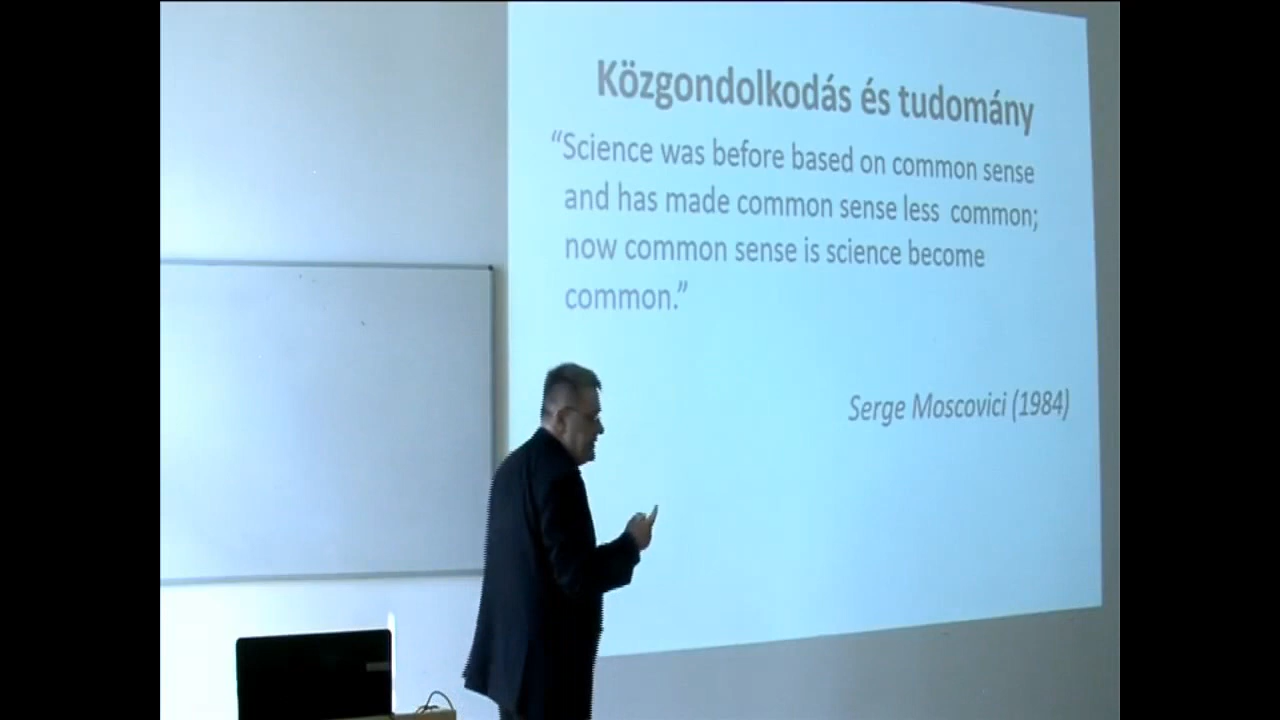 Közgondolkodás és tudomány
“Science was before based on common sense
and has made common sense less common;
now common sense is science become
common.”
Serge Moscovici (1984)